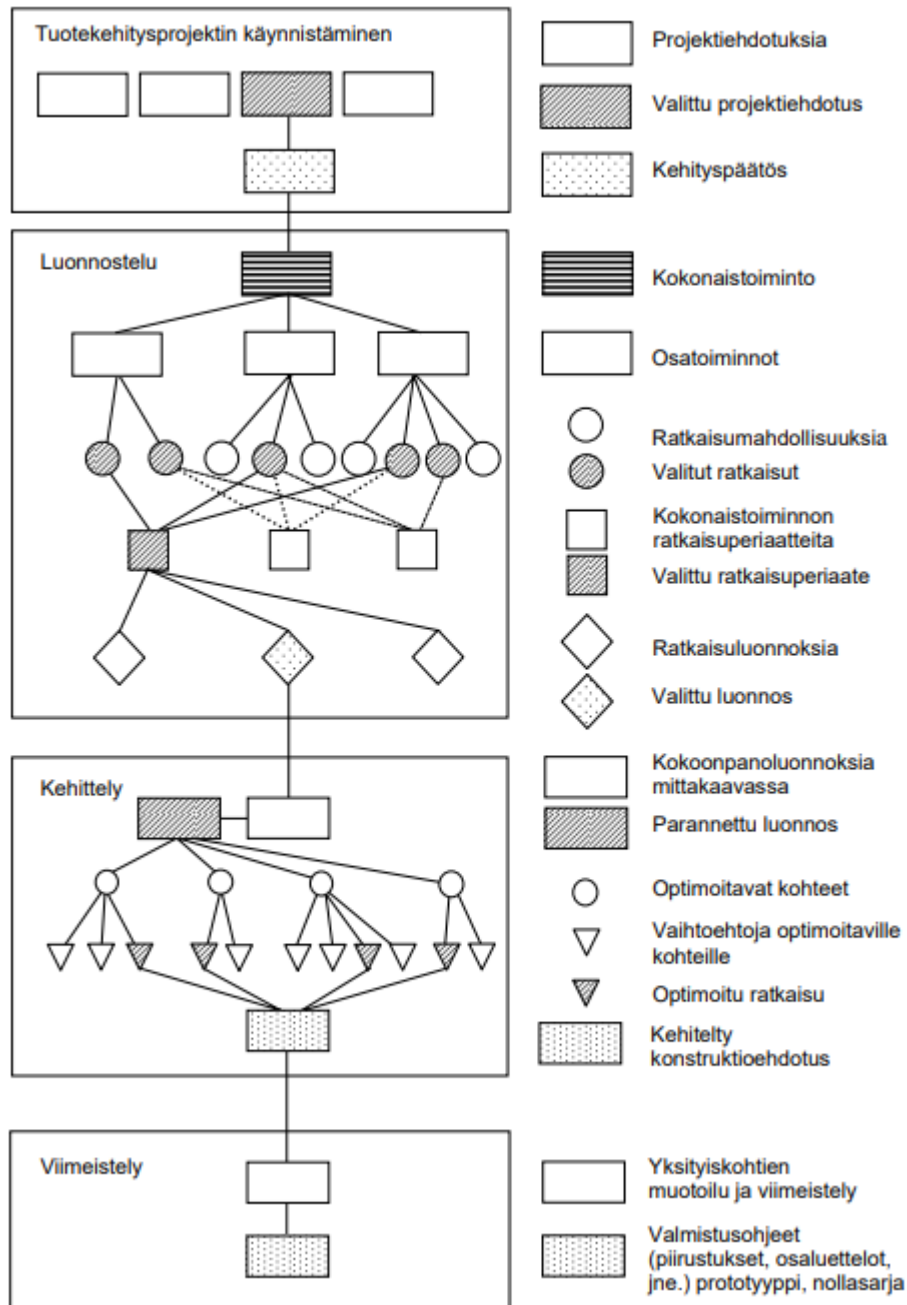 Tuotekehitysprojektin käynnistäminen
Projektiehdotuksia
Valittu projektiehdotus
Kehityspäätös
Luonnostelu
Kokonaistoiminto
Osatoiminnot
Ratkaisumahdollisuuksia
Valitut ratkaisut
Kokonaistoiminnon
ratkaisuperiaatteita
Valittu ratkaisuperiaate
Ratkaisuluonnoksia
Valittu luonnos
Kehittely
Kokoonpanoluonnoksia
mittakaavassa
Parannettu luonnos
Optimoitavat kohteet
Vaihtoehtoja optimoitaville
kohteille
Optimoitu ratkaisu
Kehitelty
konstruktioehdotus
Viimeistely
Yksityiskohtien
muotoilu ja viimeistely
Valmistusohjeet
(piirustukset, osaluettelot,
jne.) prototyyppi, nollasarja